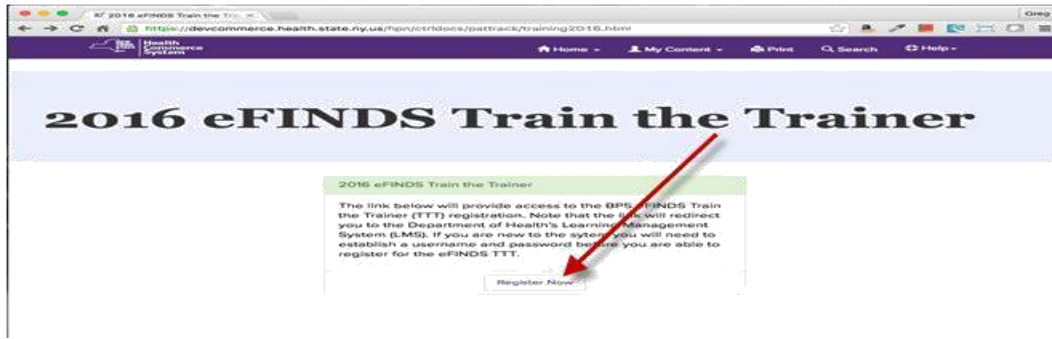 2016 eFINDS Train the Tra
Greg
https://devcommerce.health.state.ny.us/hpn/ctrldocs/pattrack/training2016.html
Health
Commerce
System
Home
My Content
Print
Search
Help
2016 eFINDS Train the Trainer
2016 eFINDS Train the Trainer
The link below will provide access to the BPS eFINDS Train
the Trainer (TTT) registration. Note that the link will redirect
you to the Department of Health's Learning Management
System (LMS). If you are new to the sytem you will need to
establish a username and password before you are able to
register for the eFINDS TTT.
Register Now